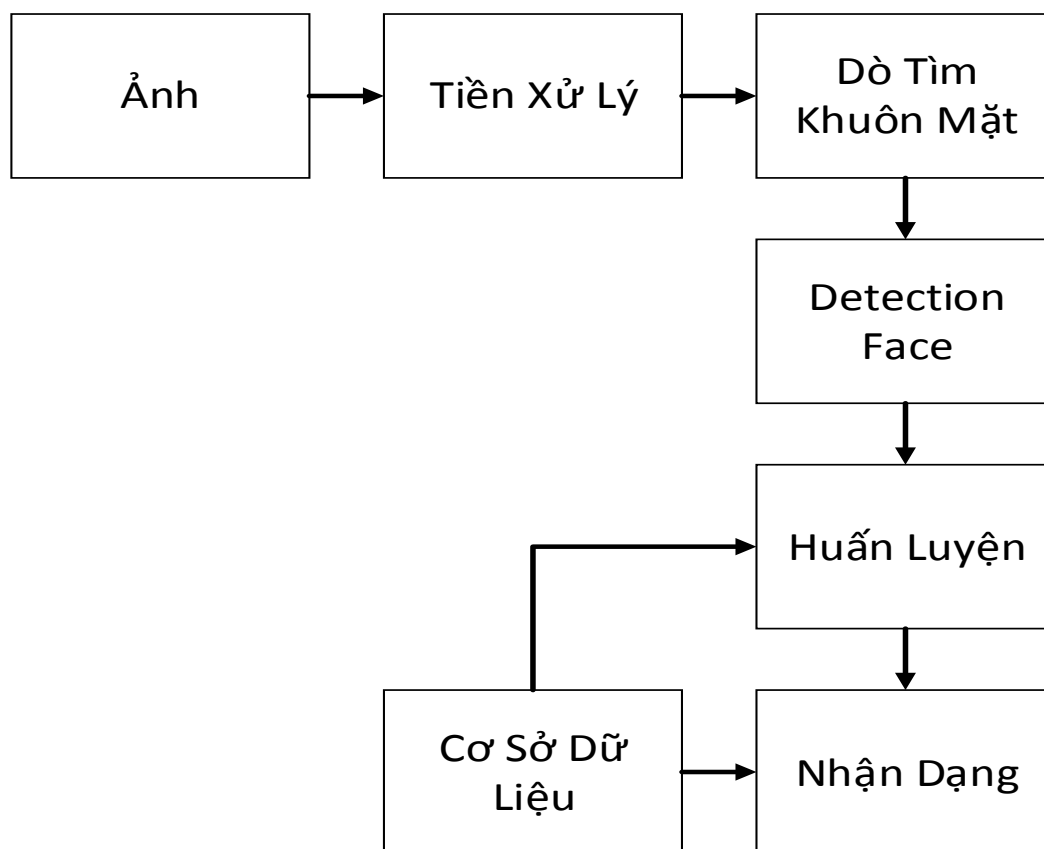 Ảnh
Tiền Xử Lý
Dò Tìm
Khuôn Mặt
Detection
Face
Huấn Luyện
Cơ Sở Dữ
Liệu
Nhận Dạng